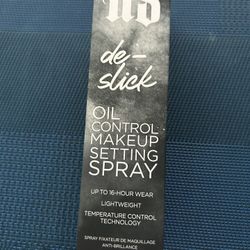 UD
de-
slick
OIL
CONTROL
MAKEUP
SETTING
SPRAY
UP TO 16-HOUR WEAR
LIGHTWEIGHT
TEMPERATURE CONTROL
TECHNOLOGY
SPRAY FIXATEUR DE MAQUILLAGE
ANTI-BRILLANCE